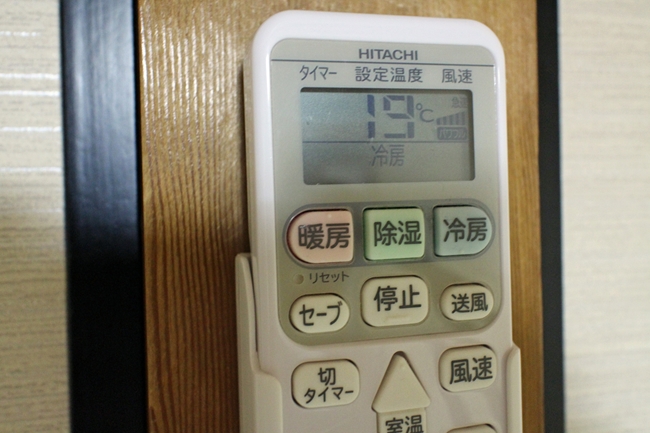 HITACHI
タイマー 設定温度 風速
19℃
冷房
暖房 除湿 冷房
リセット
セーブ 停止 送風
切タイマー 風速
室温